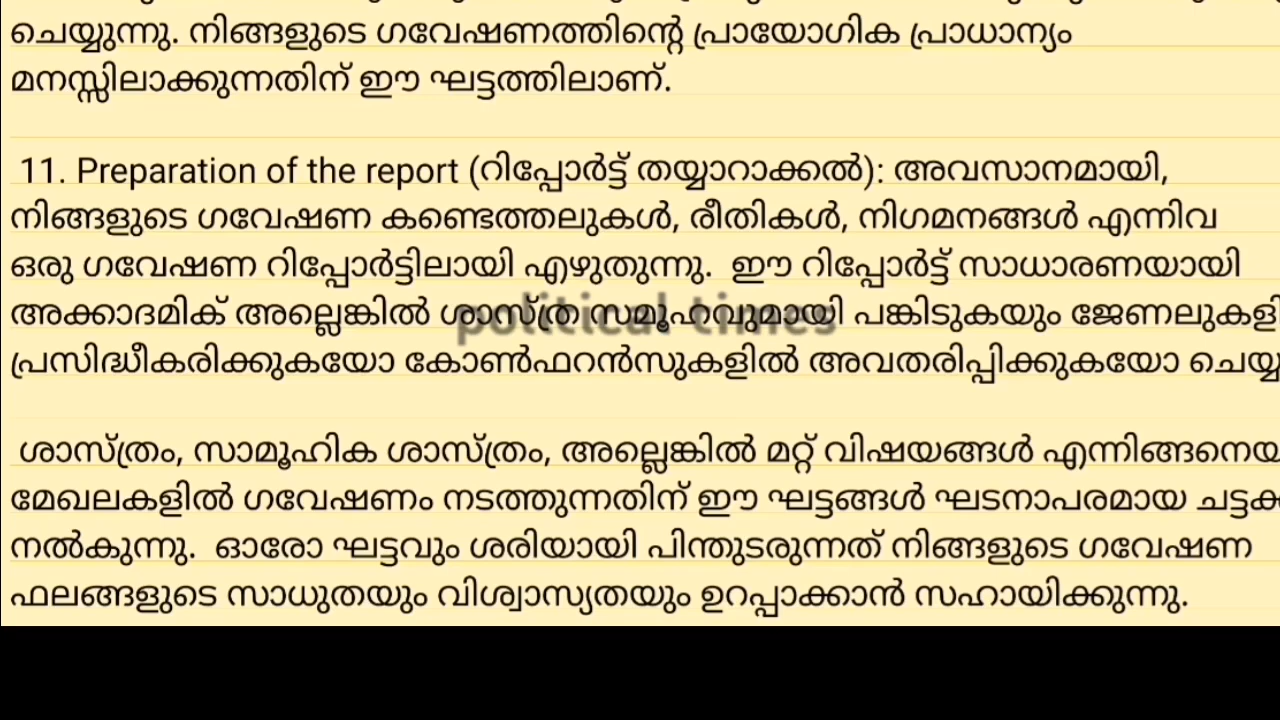 ചെയ്യുന്നു. നിങ്ങളുടെ ഗവേഷണത്തിന്റെ പ്രായോഗിക പ്രാധാന്യം
മനസ്സിലാക്കുന്നതിന് ഈ ഘട്ടത്തിലാണ്.
11. Preparation of the report (റിപ്പോർട്ട് തയ്യാറാക്കൽ): അവസാനമായി,
നിങ്ങളുടെ ഗവേഷണ കണ്ടെത്തലുകൾ, രീതികൾ, നിഗമനങ്ങൾ എന്നിവ
ഒരു ഗവേഷണ റിപ്പോർട്ടിലായി എഴുതുന്നു. ഈ റിപ്പോർട്ട് സാധാരണയായി
അക്കാദമിക് അല്ലെങ്കിൽ ശാസ്ത്ര സമൂഹവുമായി പങ്കിടുകയും ജേണലുകളി
political times
പ്രസിദ്ധീകരിക്കുകയോ കോൺഫറൻസുകളിൽ അവതരിപ്പിക്കുകയോ ചെയ്യ
ശാസ്ത്രം, സാമൂഹിക ശാസ്ത്രം, അല്ലെങ്കിൽ മറ്റ് വിഷയങ്ങൾ എന്നിങ്ങനെയ
മേഖലകളിൽ ഗവേഷണം നടത്തുന്നതിന് ഈ ഘട്ടങ്ങൾ ഘടനാപരമായ ചട്ടക
നൽകുന്നു. ഓരോ ഘട്ടവും ശരിയായി പിന്തുടരുന്നത് നിങ്ങളുടെ ഗവേഷണ
ഫലങ്ങളുടെ സാധുതയും വിശ്വാസ്യതയും ഉറപ്പാക്കാൻ സഹായിക്കുന്നു.